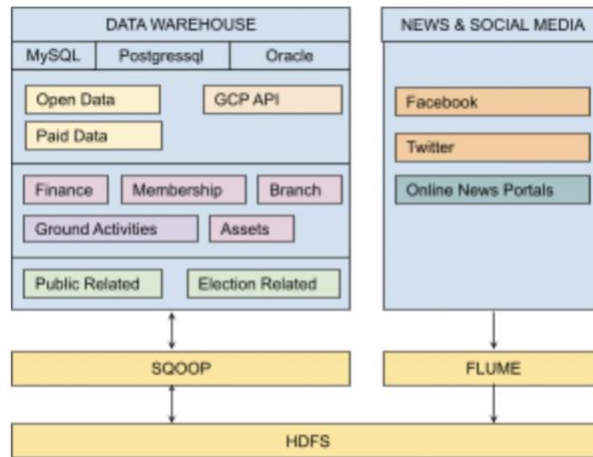 DATA WAREHOUSE
MySQL
Postgressql
Oracle
Open Data
GCP API
Paid Data
Finance
Membership
Branch
Ground Activities
Assets
Public Related
Election Related
SQOOP
NEWS & SOCIAL MEDIA
Facebook
Twitter
Online News Portals
FLUME
HDFS